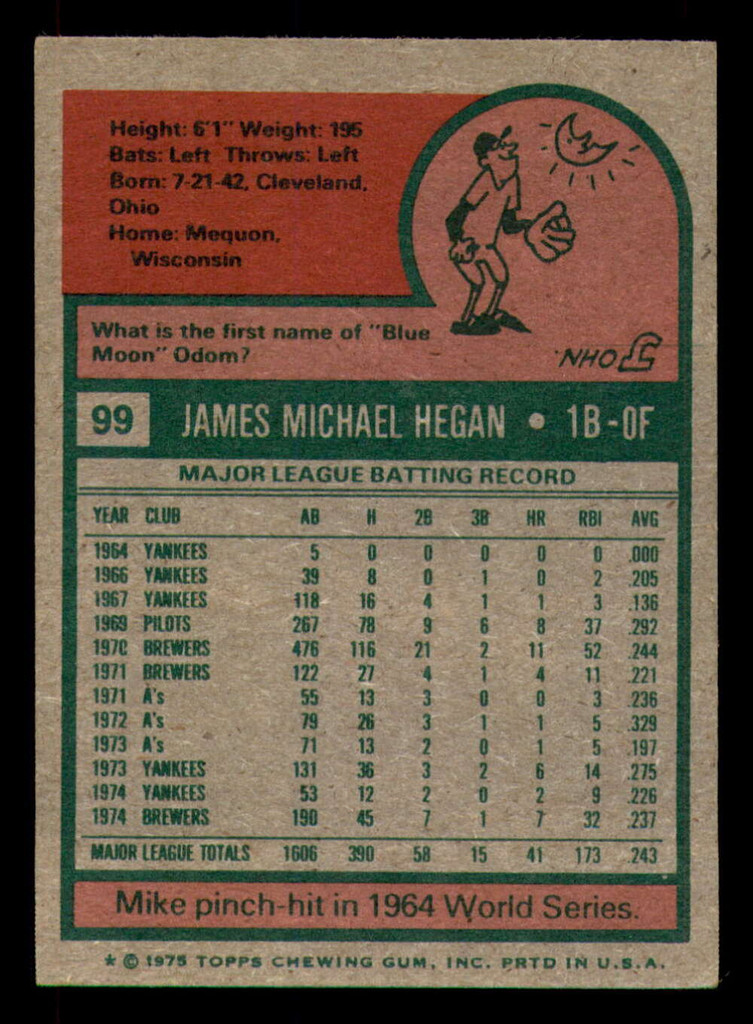 Height: 6'1" Weight: 195
Bats: Left Throws: Left
Born: 7-21-42, Cleveland,
Ohio
Home: Mequon,
Wisconsin
What is the first name of "Blue
Moon" Odom?
JOHN.
99 JAMES MICHAEL HEGAN • 1B-OF
MAJOR LEAGUE BATTING RECORD
YEAR CLUB AB H 2B 3B HR RBI AVG
1964 YANKEES 5 0 0 0 0 0 .000
1966 YANKEES 39 8 0 1 0 2 .205
1967 YANKEES 118 16 4 1 1 3 .136
1969 PILOTS 267 78 9 6 8 37 .292
1970 BREWERS 476 116 21 2 11 52 .244
1971 BREWERS 122 27 4 1 4 11 .221
1971 A's 55 13 3 0 0 3 .236
1972 A's 79 26 3 1 1 5 .329
1973 A's 71 13 2 0 1 5 .197
1973 YANKEES 131 36 3 2 6 14 .275
1974 YANKEES 53 12 2 0 2 9 .226
1974 BREWERS 190 45 7 1 7 32 .237
MAJOR LEAGUE TOTALS 1606 390 58 15 41 173 .243
Mike pinch-hit in 1964 World Series.
* © 1975 TOPPS CHEWING GUM, INC. PRTD IN U.S.A.